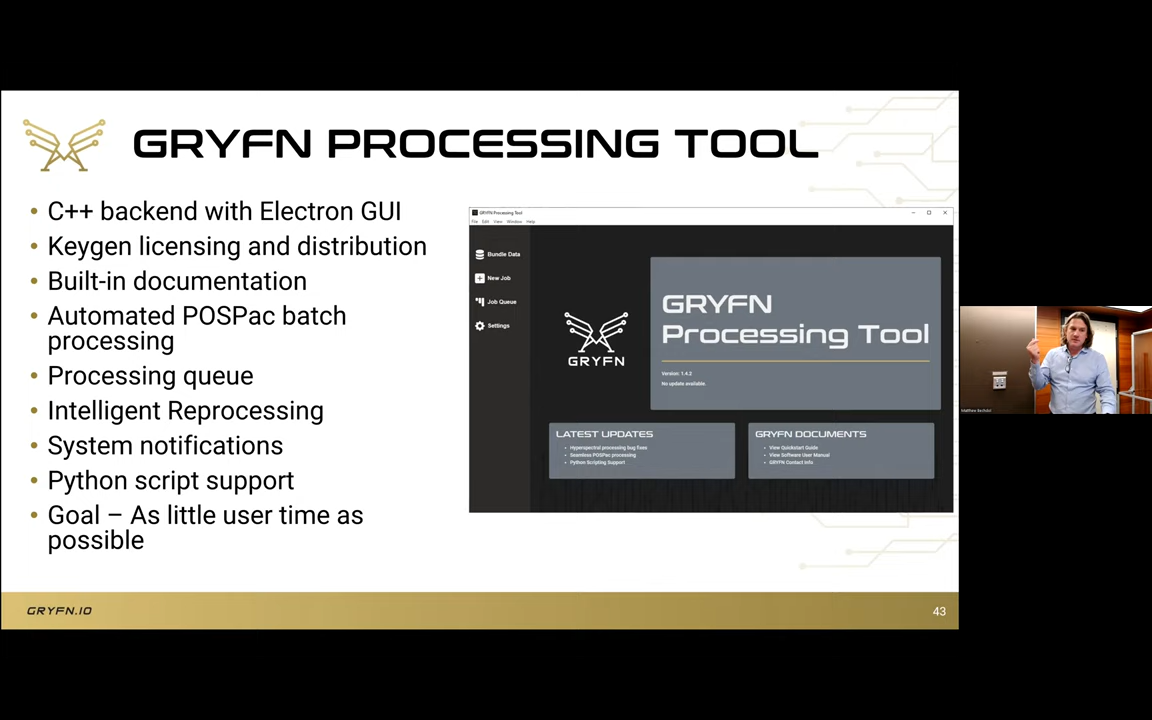 GRYFN PROCESSING TOOL
• C++ backend with Electron GUI
• Keygen licensing and distribution
• Built-in documentation
• Automated POSPac batch
processing
• Processing queue
• Intelligent Reprocessing
• System notifications
• Python script support
• Goal – As little user time as
possible
GRYFN Processing Tool
File Edit View Window Help
Bundle Data
New Job
Job Queue
Settings
GRYFN
GRYFN
Processing Tool
Version: 1.4.2
No update available.
LATEST UPDATES
• Hyperspectral processing bug fixes
• Seamless POSPac processing
• Python Scripting Support
GRYFN DOCUMENTS
• View Quickstart Guide
• View Software User Manual
• GRYFN Contact Info
GRYFN.IO
43